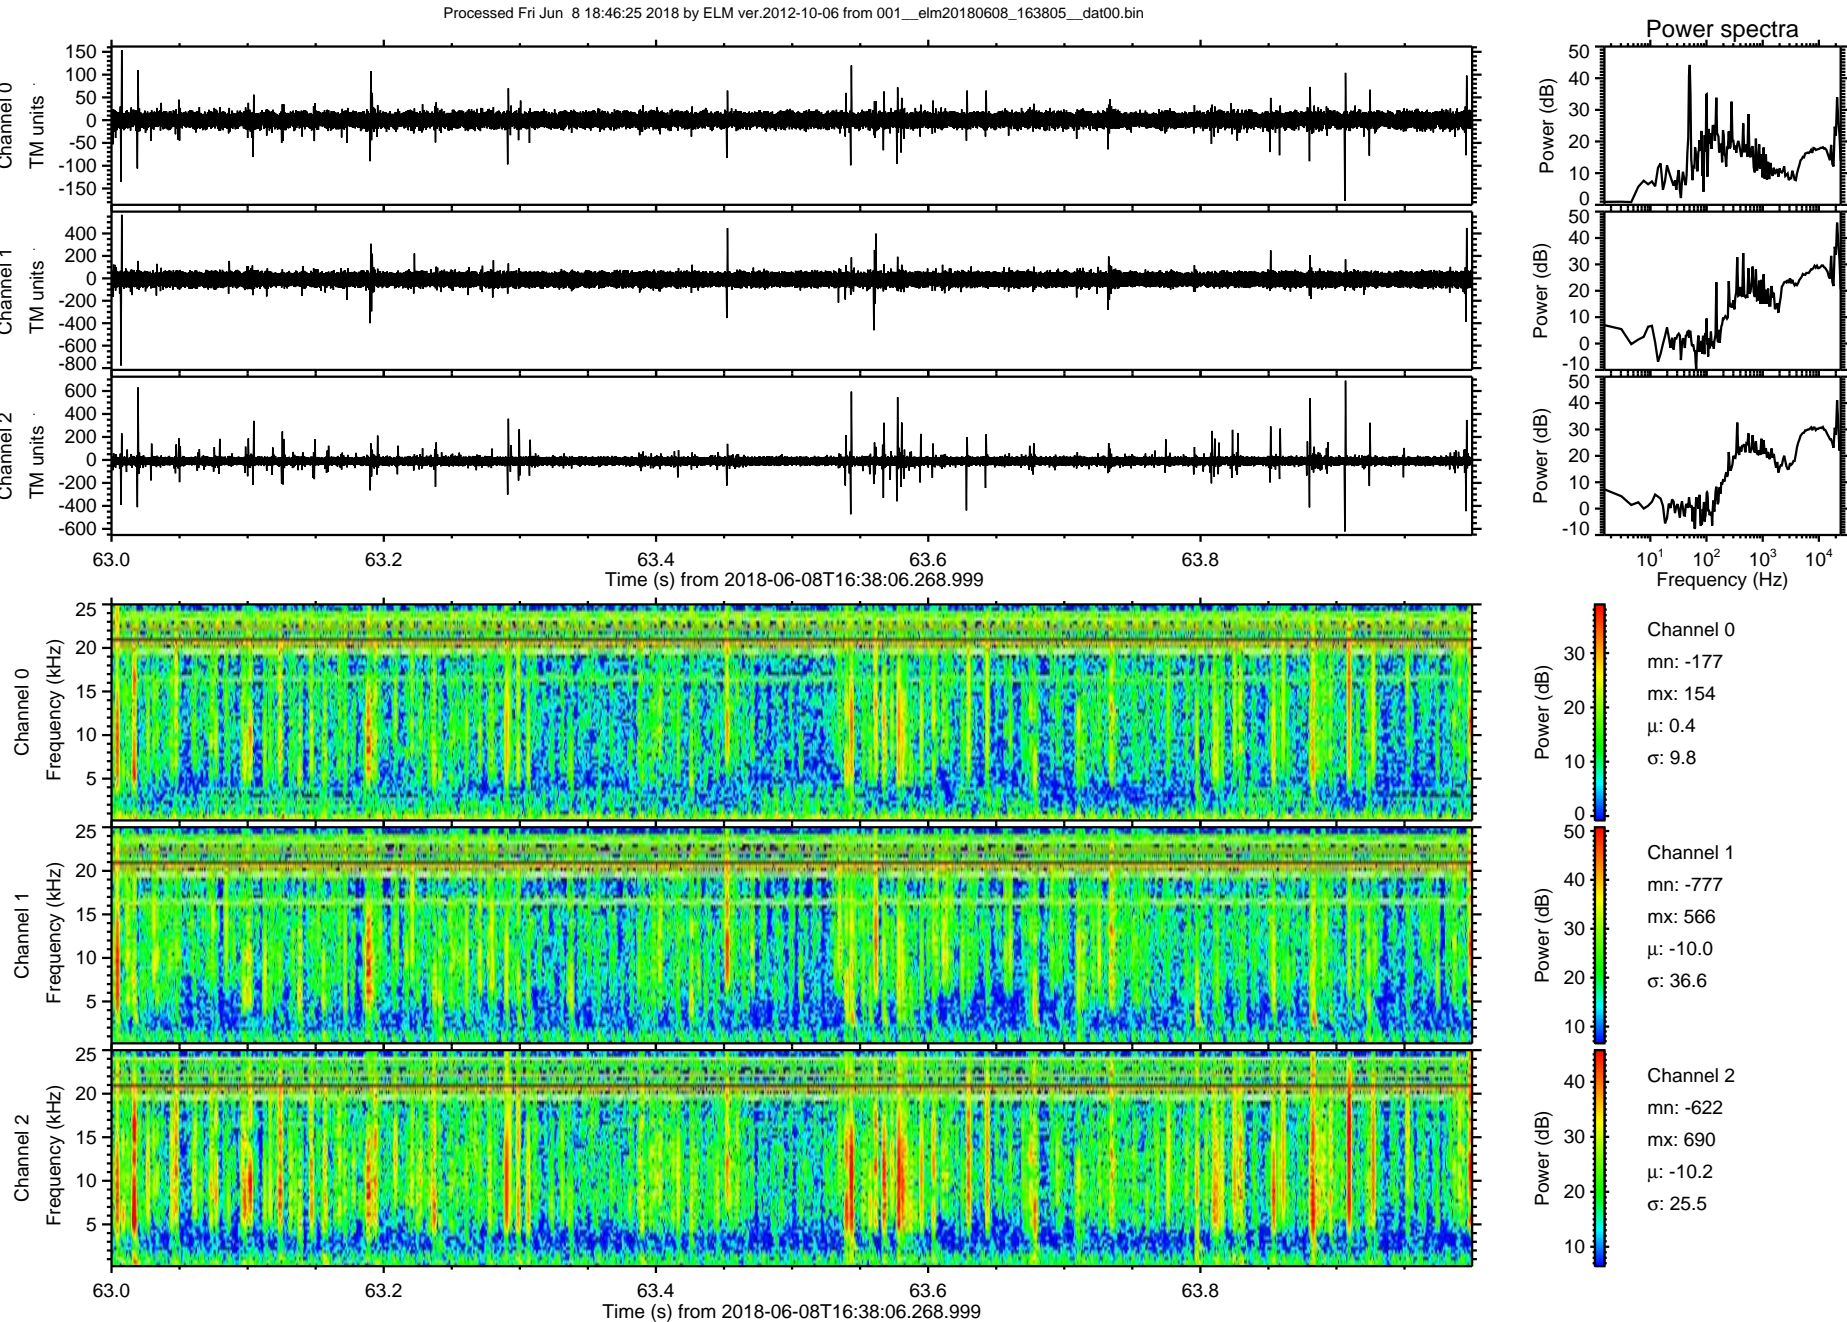 Processed Fri Jun  8 18:46:25 2018 by ELM ver.2012-10-06 from 001__elm20180608_163805__dat00.bin
Power spectra
Channel 0
TM units
150
100
50
0
-50
-100
-150
Power (dB)
50
40
30
20
10
0
Channel 1
TM units
400
200
0
-200
-400
-600
-800
Power (dB)
50
40
30
20
10
0
-10
Channel 2
TM units
600
400
200
0
-200
-400
-600
Power (dB)
50
40
30
20
10
0
-10
63.0 63.2 63.4 63.6 63.8
Time (s) from 2018-06-08T16:38:06.268.999
10¹ 10² 10³ 10⁴
Frequency (Hz)
Channel 0
Frequency (kHz)
25
20
15
10
5
Power (dB)
30
20
10
0
Channel 0
mn: -177
mx: 154
μ: 0.4
σ: 9.8
Channel 1
Frequency (kHz)
25
20
15
10
5
Power (dB)
50
40
30
20
10
Channel 1
mn: -777
mx: 566
μ: -10.0
σ: 36.6
Channel 2
Frequency (kHz)
25
20
15
10
5
Power (dB)
40
30
20
10
Channel 2
mn: -622
mx: 690
μ: -10.2
σ: 25.5
63.0 63.2 63.4 63.6 63.8
Time (s) from 2018-06-08T16:38:06.268.999